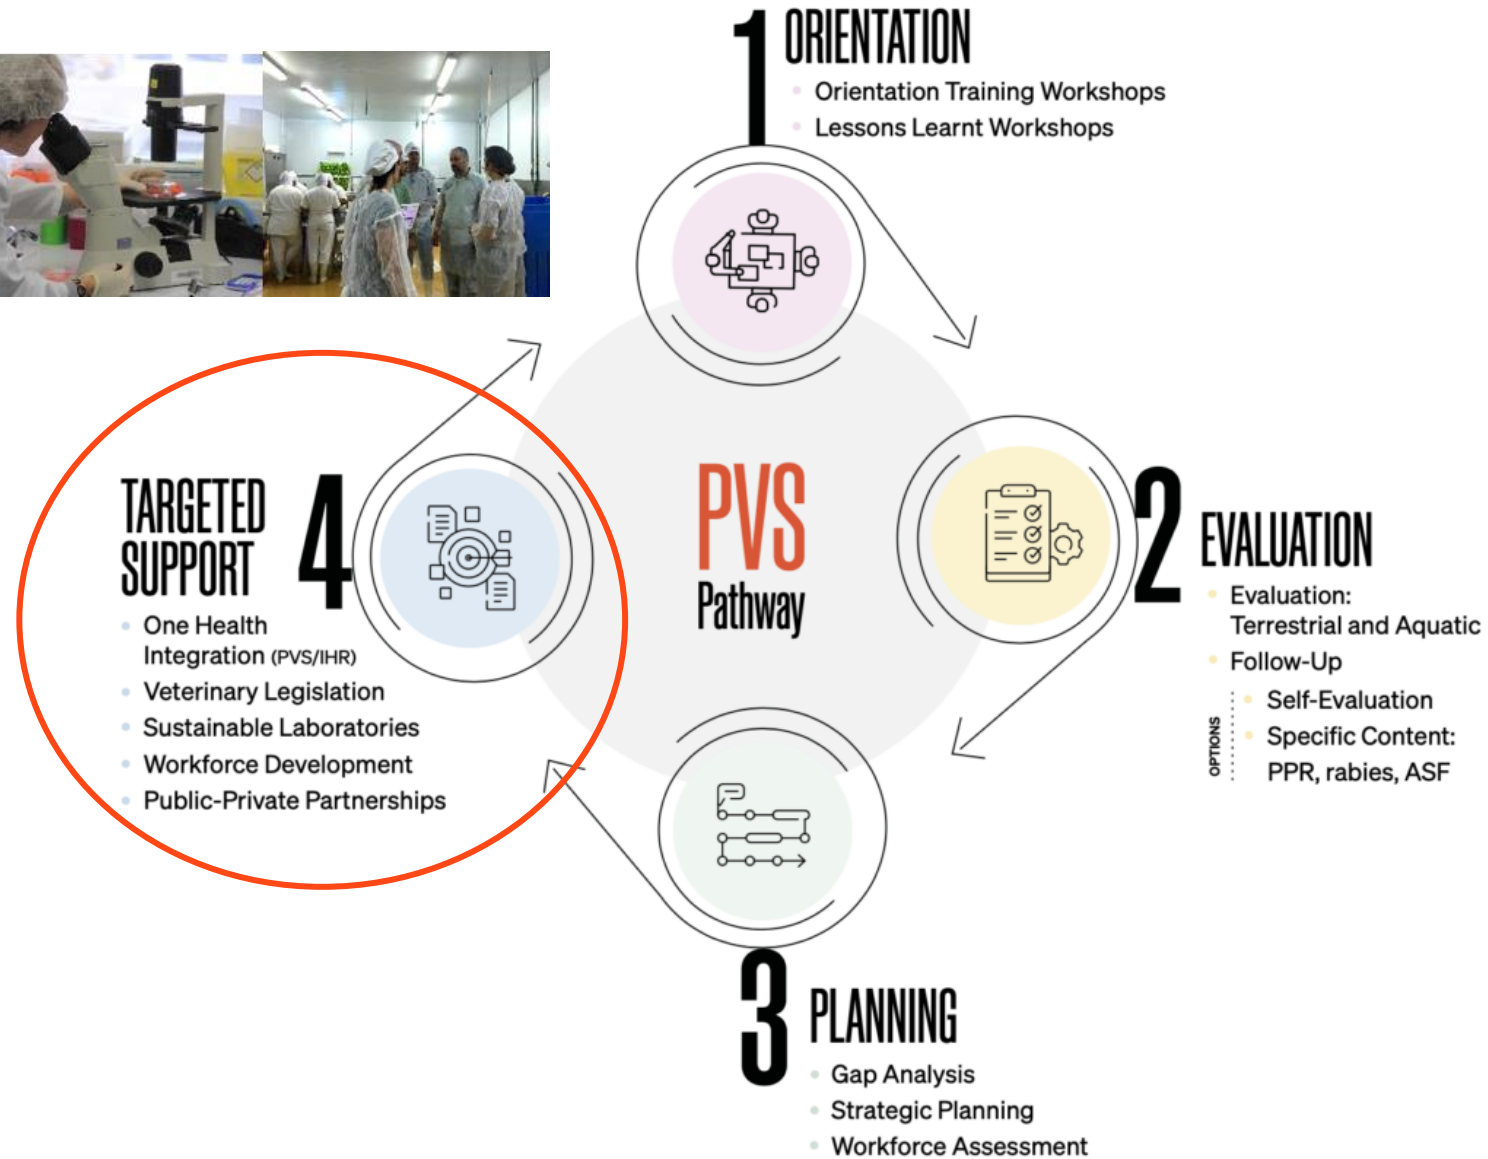 1 ORIENTATION
Orientation Training Workshops
Lessons Learnt Workshops
PVS
Pathway
2 EVALUATION
Evaluation:
Terrestrial and Aquatic
Follow-Up
OPTIONS
Self-Evaluation
Specific Content:
PPR, rabies, ASF
3 PLANNING
Gap Analysis
Strategic Planning
Workforce Assessment
TARGETED
SUPPORT 4
One Health
Integration (PVS/IHR)
Veterinary Legislation
Sustainable Laboratories
Workforce Development
Public-Private Partnerships